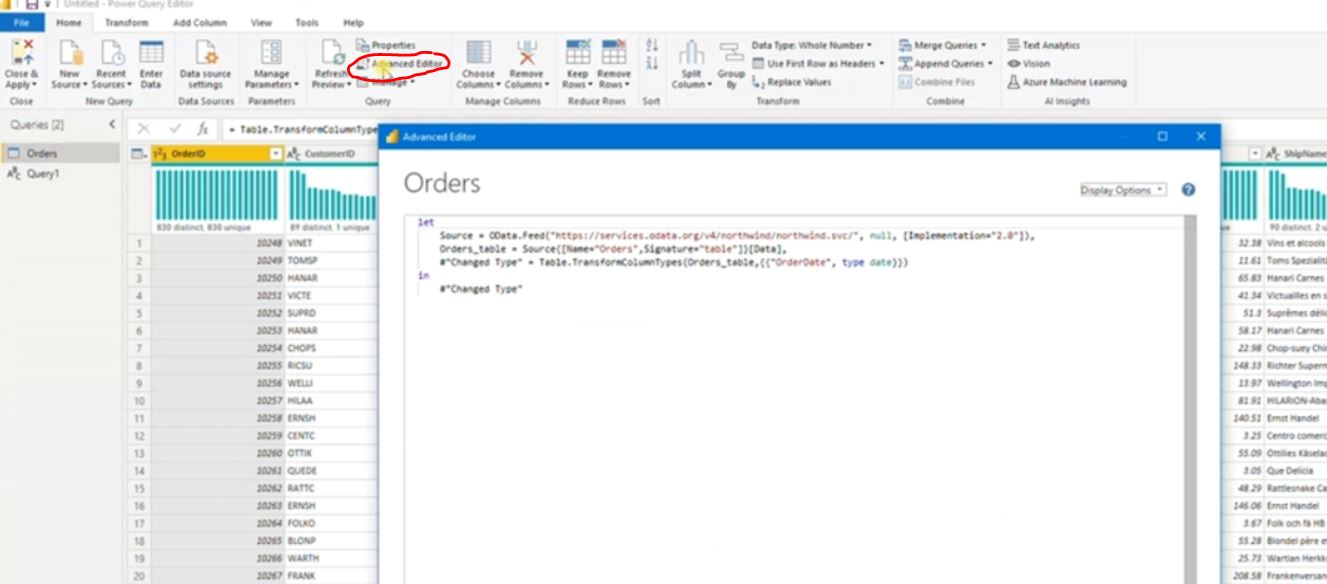 Untitled - Power Query Editor
File Home Transform Add Column View Tools Help
Close & Apply
New Source
Recent Sources
Enter Data
Data source settings
Manage Parameters
Refresh Preview
Properties
Advanced Editor
Manage
Choose Columns
Remove Columns
Keep Rows
Remove Rows
Split Column
Group By
Data Type: Whole Number
Use First Row as Headers
Replace Values
Merge Queries
Append Queries
Combine Files
Text Analytics
Vision
Azure Machine Learning
Close New Query Data Sources Parameters Query Manage Columns Reduce Rows Sort Transform Combine AI Insights
Queries [2]
Orders
Query1
= Table.TransformColumnType
OrderID CustomerID
830 distinct, 830 unique 89 distinct, 1 unique
1 10248 VINET
2 10249 TOMSP
3 10250 HANAR
4 10251 VICTE
5 10252 SUPRD
6 10253 HANAR
7 10254 CHOPS
8 10255 RICSU
9 10256 WELLI
10 10257 HILAA
11 10258 ERNSH
12 10259 CENTC
13 10260 OTTIK
14 10261 QUEDE
15 10262 RATTC
16 10263 ERNSH
17 10264 FOLKO
18 10265 BLONP
19 10266 WARTH
20 10267 FRANK
Advanced Editor
Orders
Display Options
let
Source = OData.Feed("https://services.odata.org/v4/northwind/northwind.svc/", null, [Implementation="2.0"]),
Orders_table = Source{[Name="Orders",Signature="table"]}[Data],
#"Changed Type" = Table.TransformColumnTypes(Orders_table,{{"OrderDate", type date}})
in
#"Changed Type"
ShipName
90 distinct, 2 u
32.38 Vins et alcools
11.61 Toms Spezialit
65.83 Hanari Carnes
41.34 Victuailles en s
51.3 Suprêmes déli
58.17 Hanari Carnes
22.98 Chop-suey Chi
148.33 Richter Superm
13.97 Wellington Imp
81.91 HILARION-Aba
140.51 Ernst Handel
3.25 Centro comerc
55.09 Ottilies Käselad
3.05 Que Delícia
48.29 Rattlesnake Ca
146.06 Ernst Handel
3.67 Folk och fä HB
55.28 Blondel père et
25.73 Wartian Herkk
208.58 Frankenversan